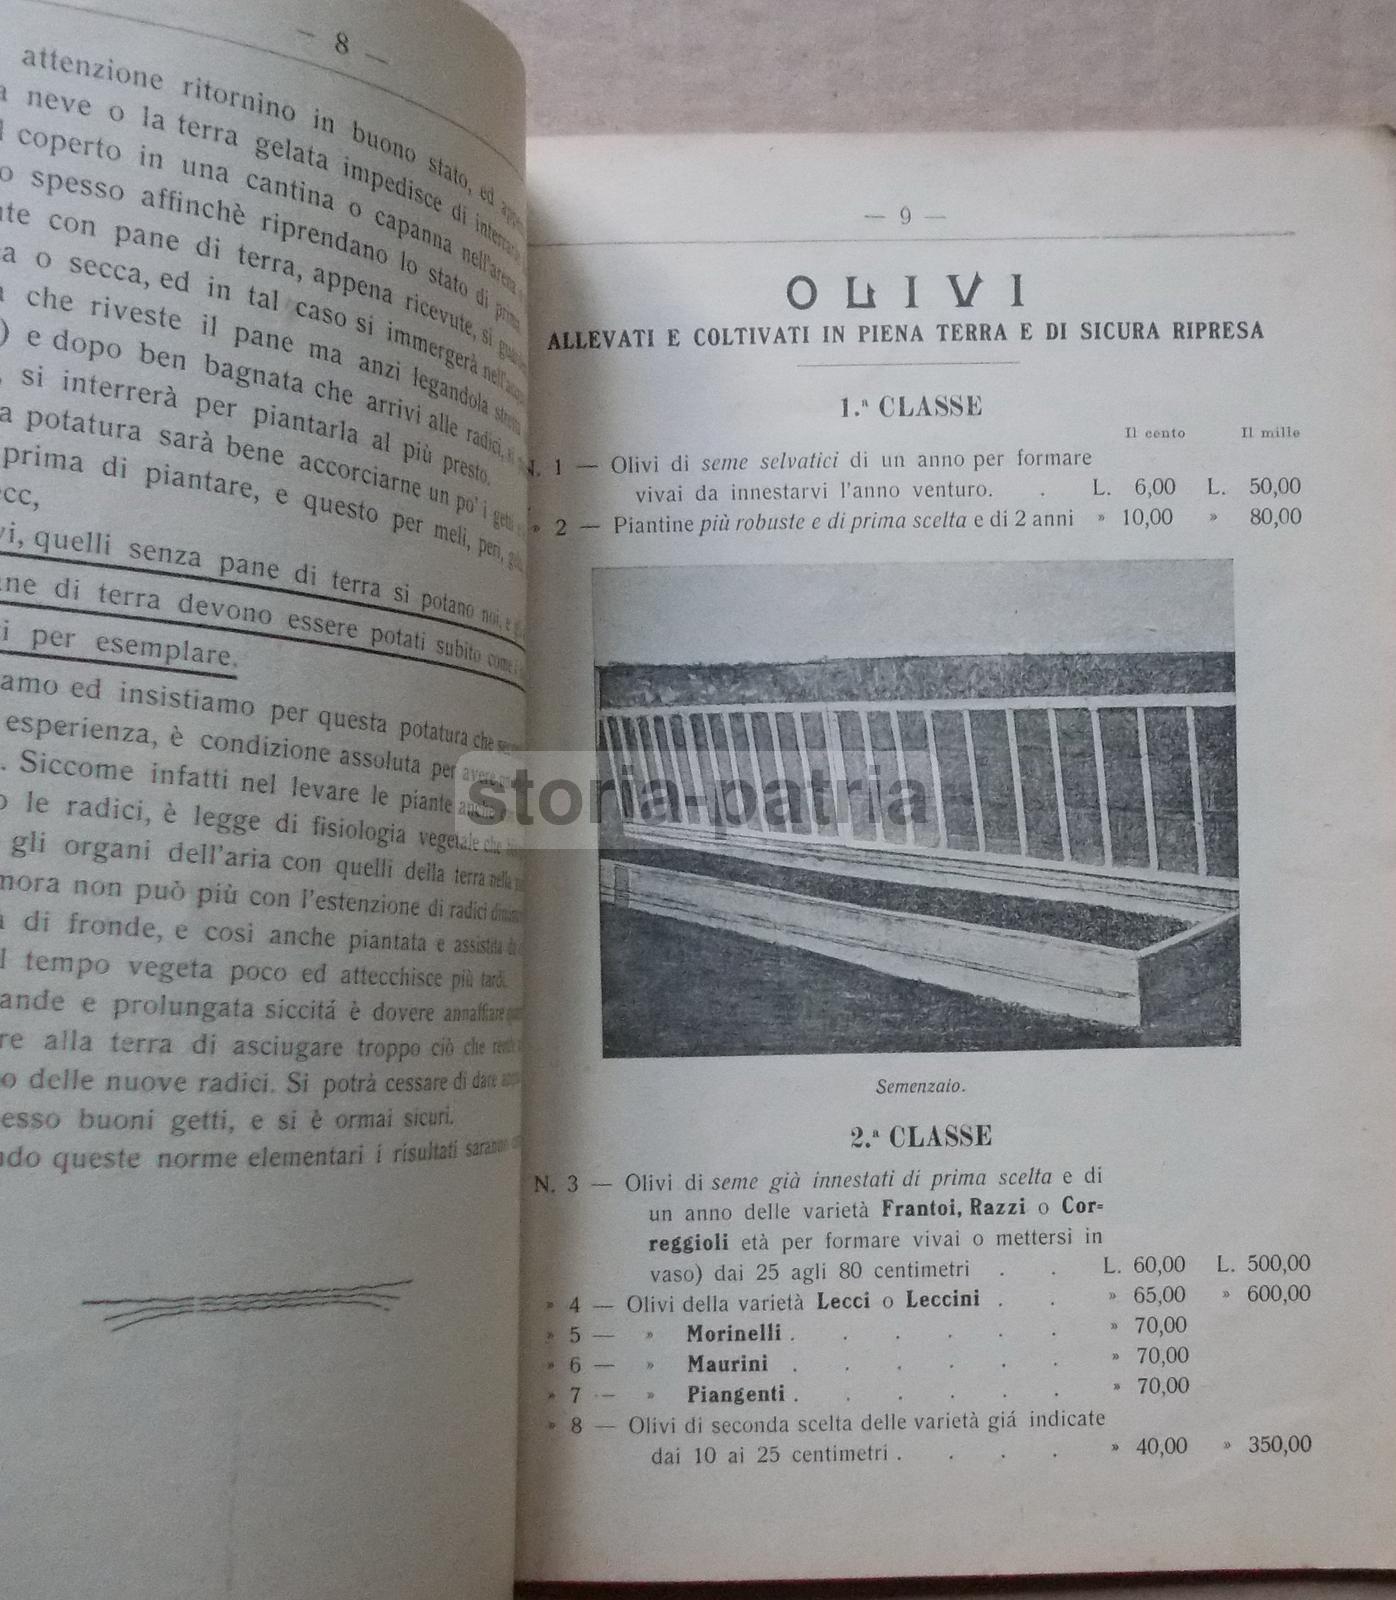 — 8 —
attenzione ritornino in buono stato, ed
neve o la terra gelata impedisce di
coperto in una cantina o capanna nell'arena
spesso affinchè riprendano lo stato di
con pane di terra, appena ricevute, si
o secca, ed in tal caso si immergerà
che riveste il pane ma anzi legandola
) e dopo ben bagnata che arrivi alle radici,
si interrerà per piantarla al più presto.
potatura sarà bene accorciarne un po' i getti
prima di piantare, e questo per meli, peri,
quelli senza pane di terra si potano noi, e
di terra devono essere potati subito come
per esemplare.
ed insistiamo per questa potatura che
esperienza, è condizione assoluta per avere
. Siccome infatti nel levare le piante anche
le radici, è legge di fisiologia vegetale che
gli organi dell'aria con quelli della terra nella
non può più con l'estenzione di radici
di fronde, e cosi anche piantata e assistita
tempo vegeta poco ed attecchisce più tardi.
e prolungata siccitá è dovere annaffiare
alla terra di asciugare troppo ciò che
delle nuove radici. Si potrà cessare di dare
buoni getti, e si è ormai sicuri.
queste norme elementari i risultati saranno
— 9 —
OLIVI
ALLEVATI E COLTIVATI IN PIENA TERRA E DI SICURA RIPRESA
1.ª CLASSE
Il cento Il mille
N. 1 — Olivi di seme selvatici di un anno per formare
vivai da innestarvi l'anno venturo. . L. 6,00 L. 50,00
» 2 — Piantine più robuste e di prima scelta e di 2 anni » 10,00 » 80,00
storia-patria
Semenzaio.
2.ª CLASSE
N. 3 — Olivi di seme già innestati di prima scelta e di
un anno delle varietà Frantoi, Razzi o Cor=
reggioli età per formare vivai o mettersi in
vaso) dai 25 agli 80 centimetri . . L. 60,00 L. 500,00
» 4 — Olivi della varietà Lecci o Leccini . . » 65,00 » 600,00
» 5 — » Morinelli . . . . . . » 70,00
» 6 — » Maurini . . . . . . » 70,00
» 7 — » Piangenti . . . . . . » 70,00
» 8 — Olivi di seconda scelta delle varietà giá indicate
dai 10 ai 25 centimetri . . . . » 40,00 » 350,00